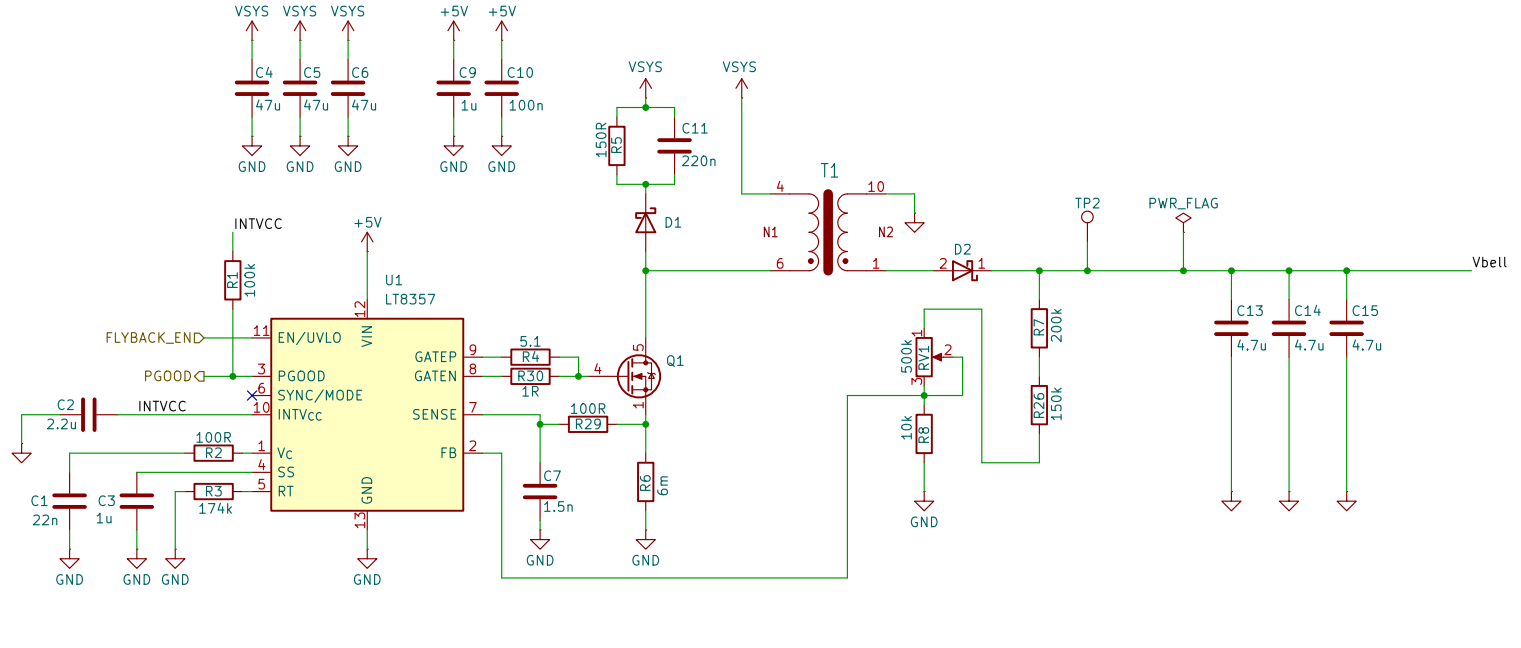 VSYS VSYS VSYS +5V +5V
C4 C5 C6 C9 C10
47u 47u 47u 1u 100n
GND GND GND GND GND
VSYS VSYS
150R R5 C11
220n
T1
4 10
N1 N2
6 1
D1
D2
2 1
TP2 PWR_FLAG
Vbell
INTVCC
+5V
R1 100k
U1
LT8357
12
VIN
FLYBACK_EN 11 EN/UVLO
PGOOD 3 PGOOD
6 SYNC/MODE
INTVCC 10 INTVcc
C2
2.2u
100R
R2 1 Vc
4 SS
R3 5 RT
174k
C1
22n
C3
1u
GND
13
GND GND GND GND
GATEP 9
GATEN 8
SENSE 7
FB 2
5.1
R4
R30
1R
4 5 Q1
1
100R
R29
C7
1.5n
R6 6m
GND GND
500k RV1 1
2
3
10k R8
GND
R7 200k
R26 150k
C13 C14 C15
4.7u 4.7u 4.7u